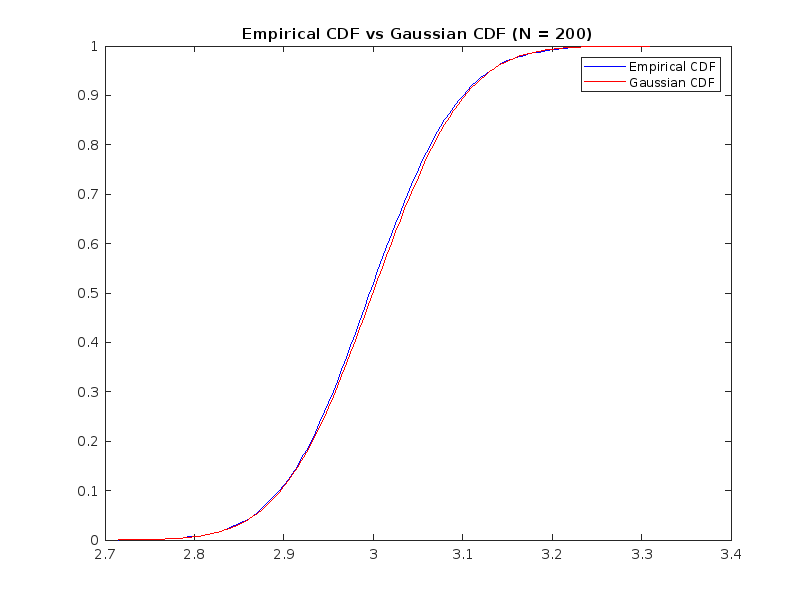 Empirical CDF vs Gaussian CDF (N = 200)
1
0.9
0.8
0.7
0.6
0.5
0.4
0.3
0.2
0.1
0
Empirical CDF
Gaussian CDF
2.7 2.8 2.9 3 3.1 3.2 3.3 3.4